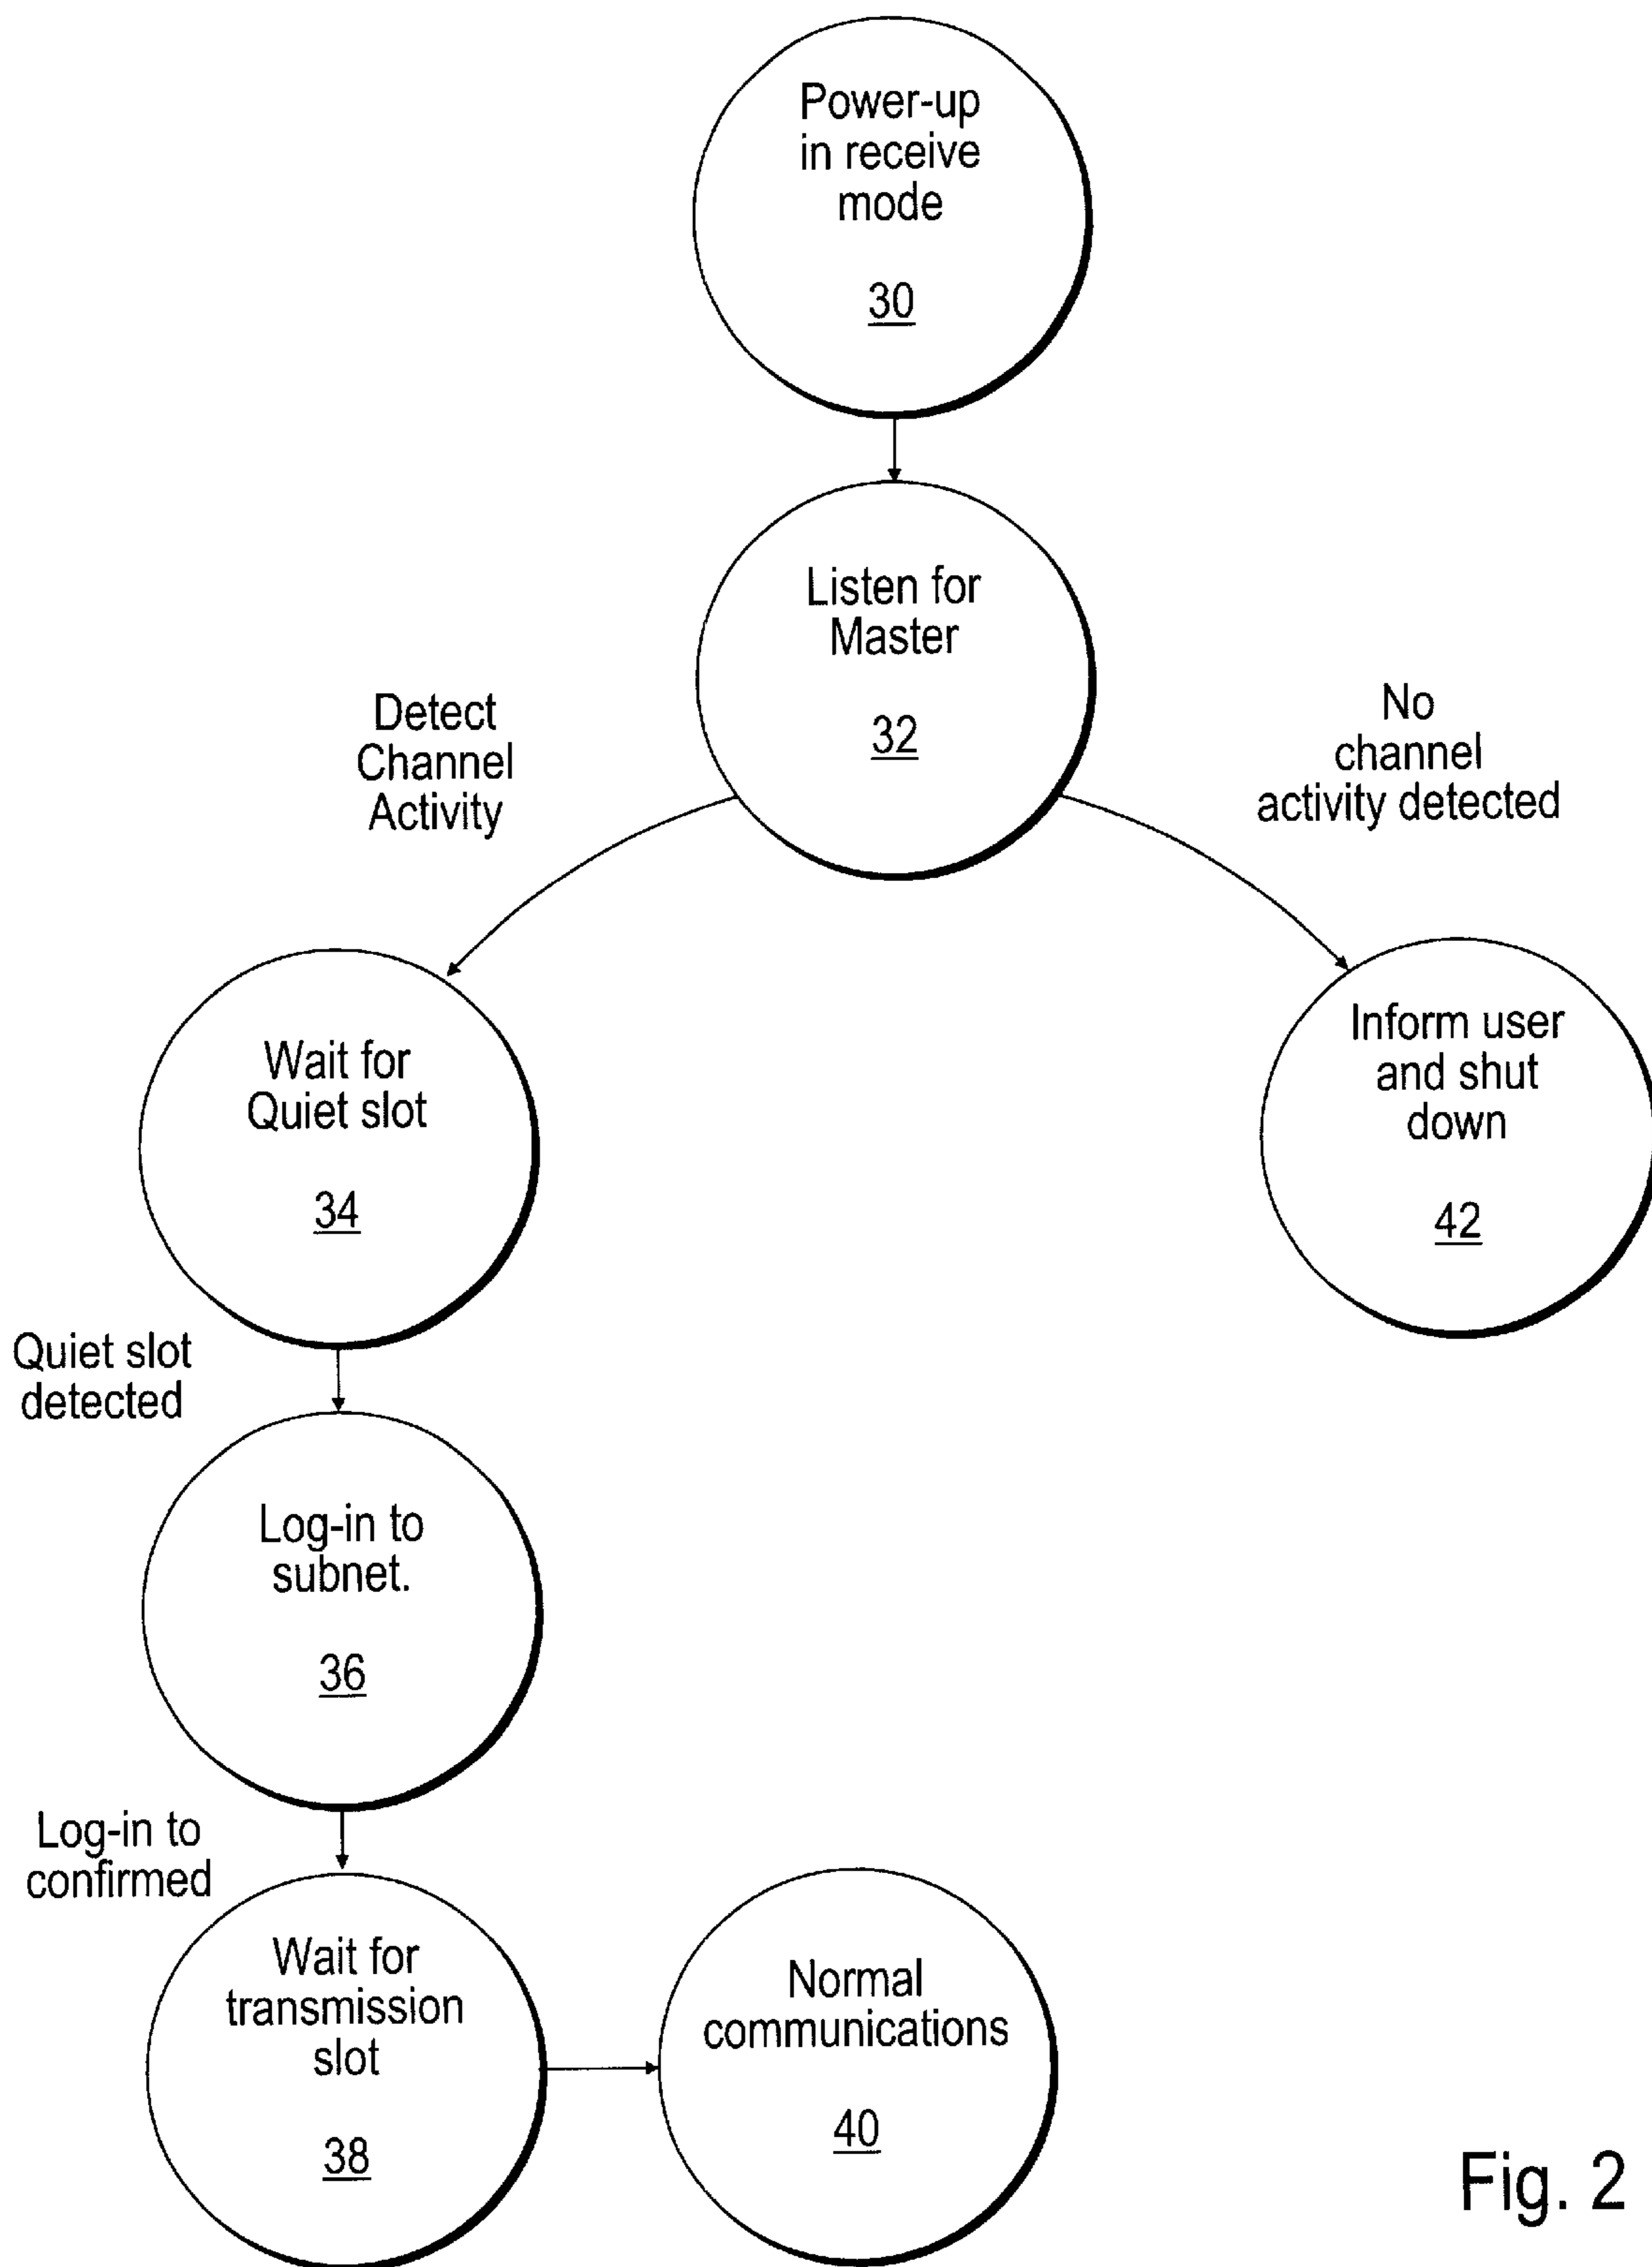 Power-up
in receive
mode
30
Listen for
Master
32
Detect
Channel
Activity
No
channel
activity detected
Wait for
Quiet slot
34
Inform user
and shut
down
42
Quiet slot
detected
Log-in to
subnet.
36
Log-in to
confirmed
Wait for
transmission
slot
38
Normal
communications
40
Fig. 2